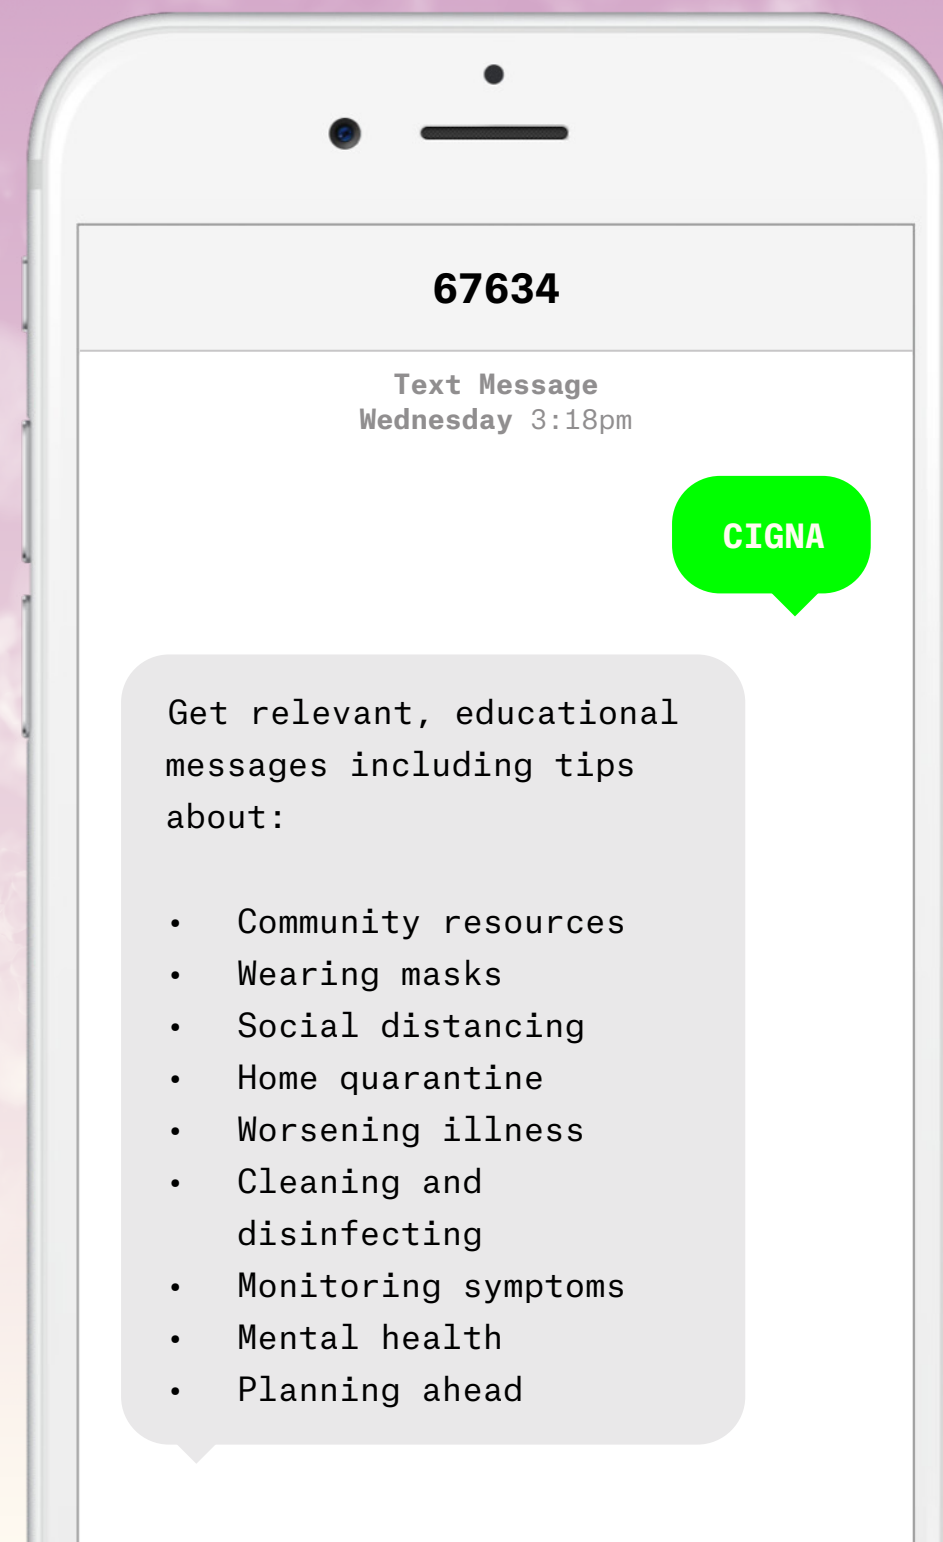 67634
Text Message
Wednesday 3:18pm
CIGNA
Get relevant, educational
messages including tips
about:
• Community resources
• Wearing masks
• Social distancing
• Home quarantine
• Worsening illness
• Cleaning and
disinfecting
• Monitoring symptoms
• Mental health
• Planning ahead